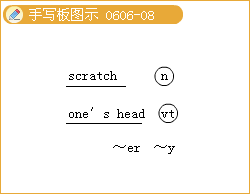 手写板图示 0606-08
scratch n
one's head vt
～er ～y